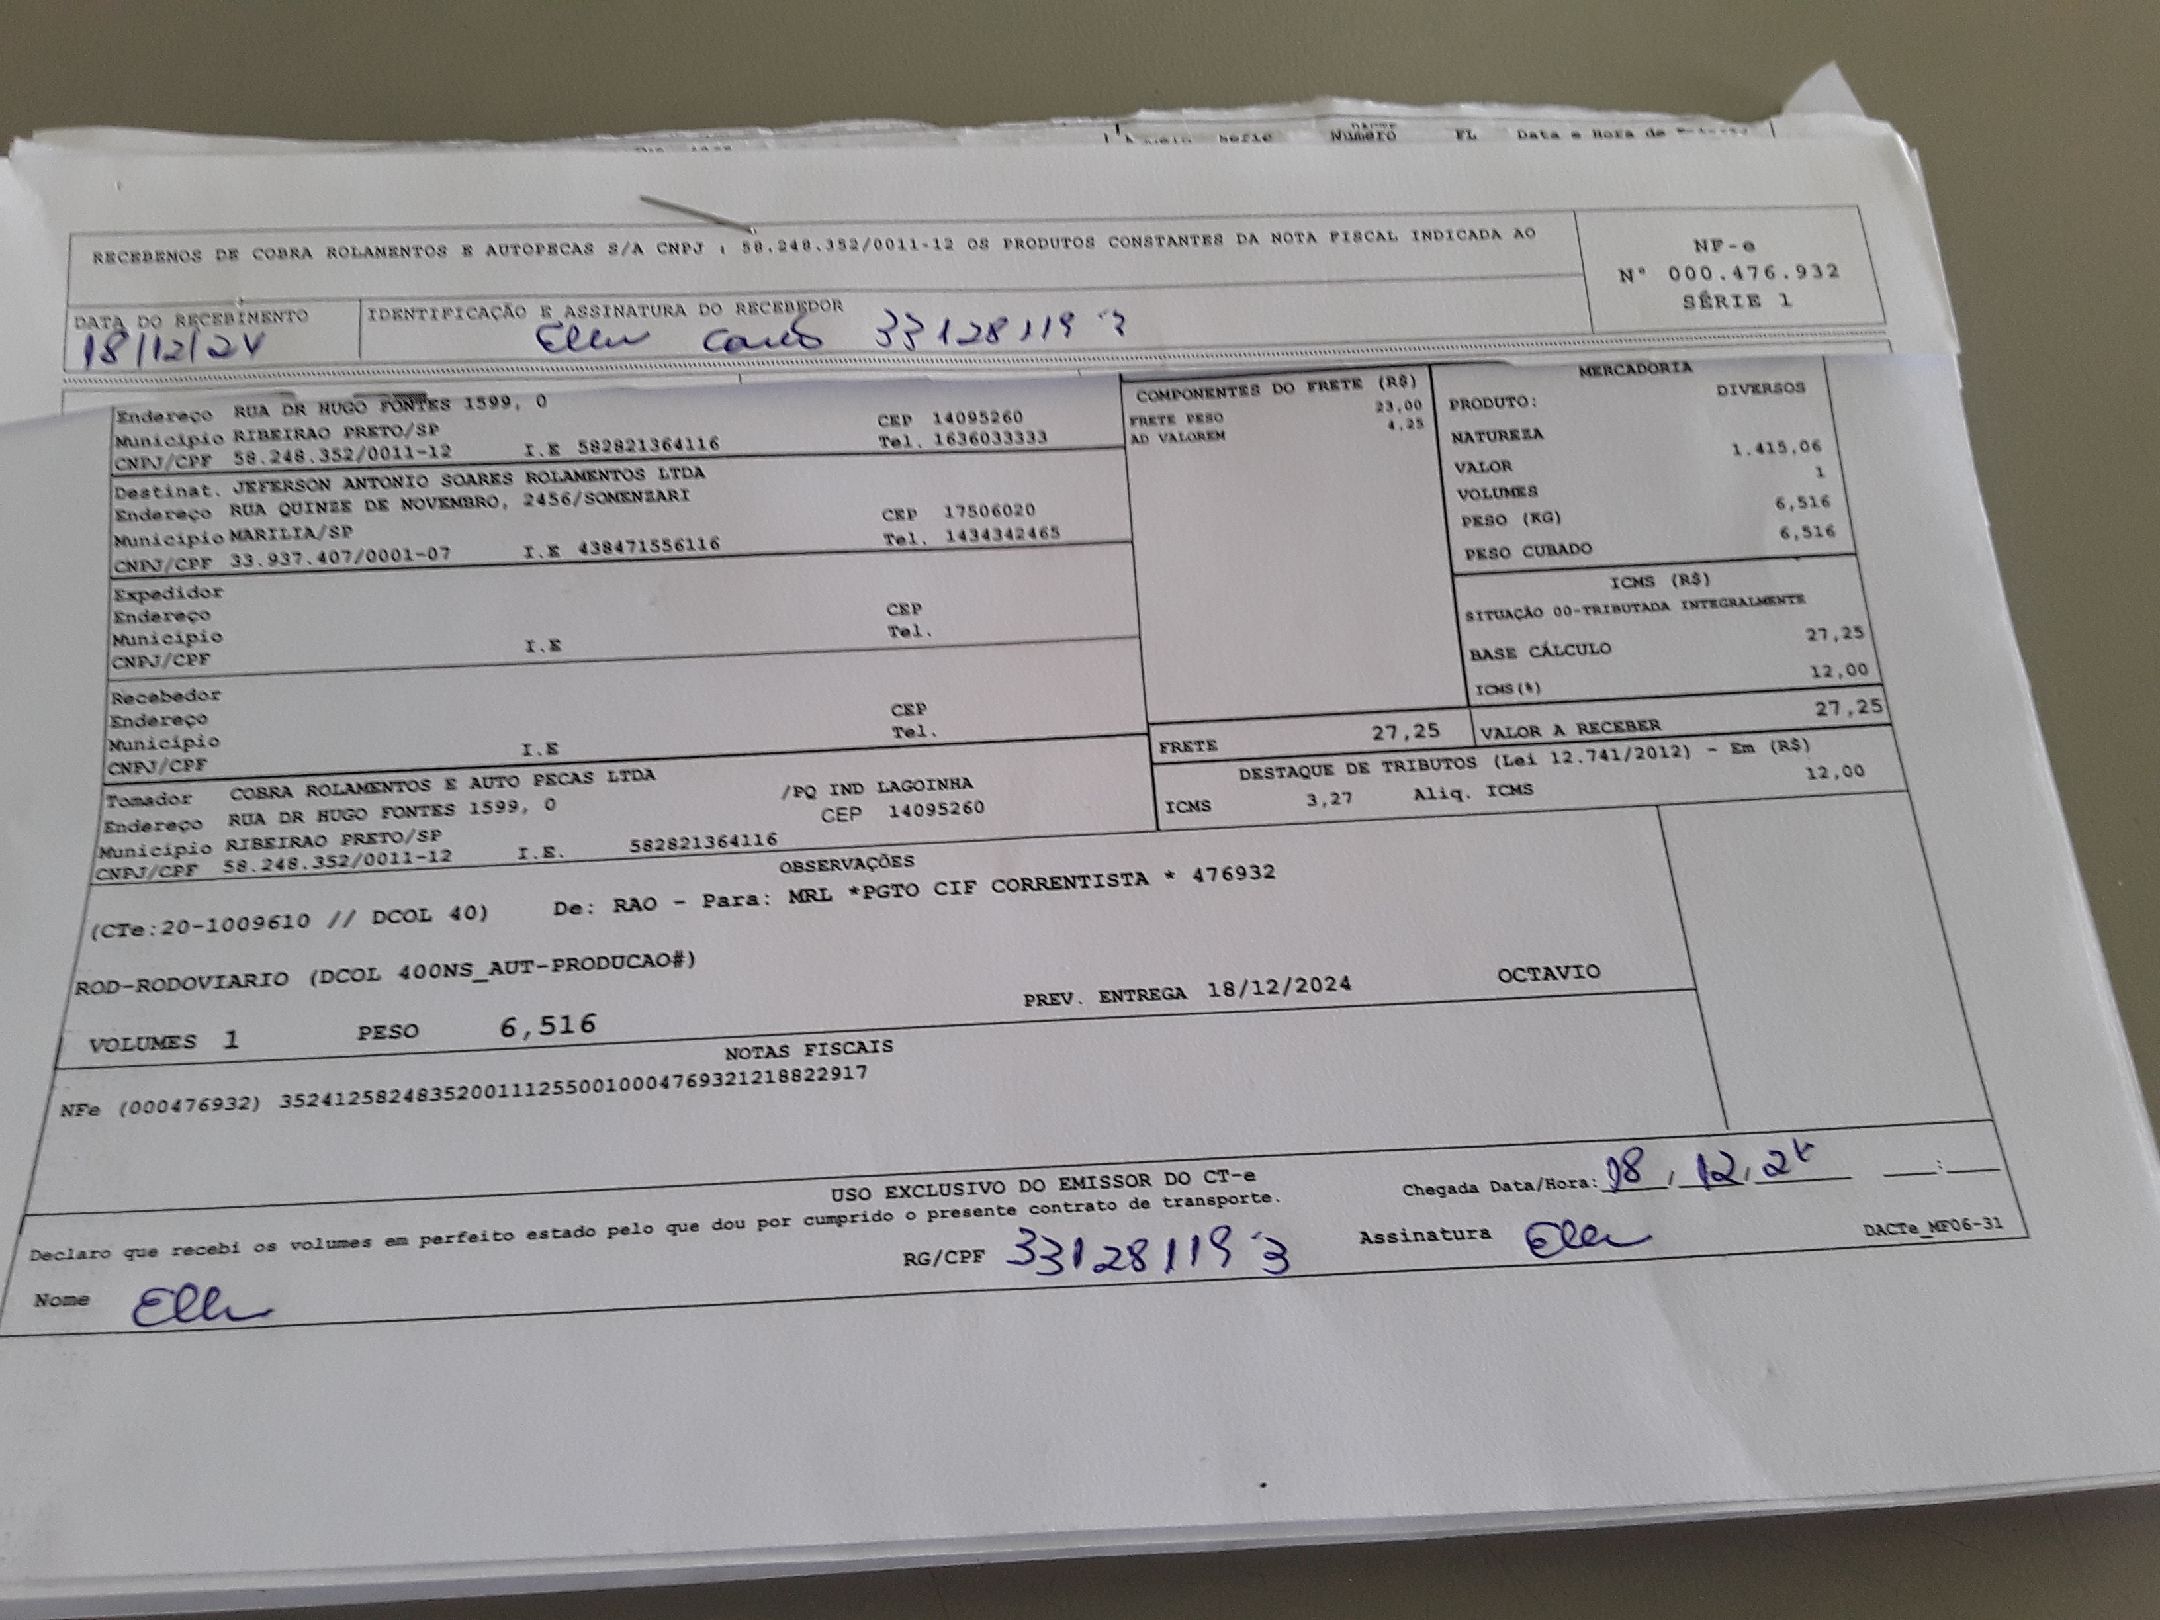 Serie Numero FL Data e Hora de
RECEBEMOS DE COBRA ROLAMENTOS E AUTOPECAS S/A CNPJ : 58.248.352/0011-12 OS PRODUTOS CONSTANTES DA NOTA FISCAL INDICADA AO
NF-e
Nº 000.476.932
SÉRIE 1
DATA DO RECEBIMENTO
18/12/24
IDENTIFICAÇÃO E ASSINATURA DO RECEBEDOR
Ellen 33128119 3
Endereço RUA DR HUGO FONTES 1599, 0 CEP 14095260
Município RIBEIRAO PRETO/SP Tel. 1636033333
CNPJ/CPF 58.248.352/0011-12 I.E 582821364116
Destinat. JEFERSON ANTONIO SOARES ROLAMENTOS LTDA
Endereço RUA QUINZE DE NOVEMBRO, 2456/SOMENZARI CEP 17506020
Município MARILIA/SP Tel. 1434342465
CNPJ/CPF 33.937.407/0001-07 I.E 438471556116
Expedidor
Endereço CEP
Município Tel.
CNPJ/CPF I.E
Recebedor
Endereço CEP
Município Tel.
CNPJ/CPF I.E
Tomador COBRA ROLAMENTOS E AUTO PECAS LTDA
Endereço RUA DR HUGO FONTES 1599, 0 /PQ IND LAGOINHA
Município RIBEIRAO PRETO/SP CEP 14095260
CNPJ/CPF 58.248.352/0011-12 I.E. 582821364116
COMPONENTES DO FRETE (R$)
FRETE PESO 23,00
AD VALOREM 4,25
FRETE 27,25
MERCADORIA
PRODUTO: DIVERSOS
NATUREZA
VALOR 1.415,06
VOLUMES 1
PESO (KG) 6,516
PESO CUBADO 6,516
ICMS (R$)
SITUAÇÃO 00-TRIBUTADA INTEGRALMENTE
BASE CÁLCULO 27,25
ICMS(%) 12,00
VALOR A RECEBER 27,25
DESTAQUE DE TRIBUTOS (Lei 12.741/2012) - Em (R$)
ICMS 3,27 Aliq. ICMS 12,00
OBSERVAÇÕES
(CTe:20-1009610 // DCOL 40) De: RAO - Para: MRL *PGTO CIF CORRENTISTA * 476932
ROD-RODOVIARIO (DCOL 400NS_AUT-PRODUCAO#)
VOLUMES 1 PESO 6,516 PREV. ENTREGA 18/12/2024 OCTAVIO
NOTAS FISCAIS
NFe (000476932) 35241258248352001112550010004769321218822917
USO EXCLUSIVO DO EMISSOR DO CT-e
Declaro que recebi os volumes em perfeito estado pelo que dou por cumprido o presente contrato de transporte.
Chegada Data/Hora: 18 / 12 / 24 __:__
Nome Ellen RG/CPF 33128119 3 Assinatura Ellen
DACTe_MF06-31